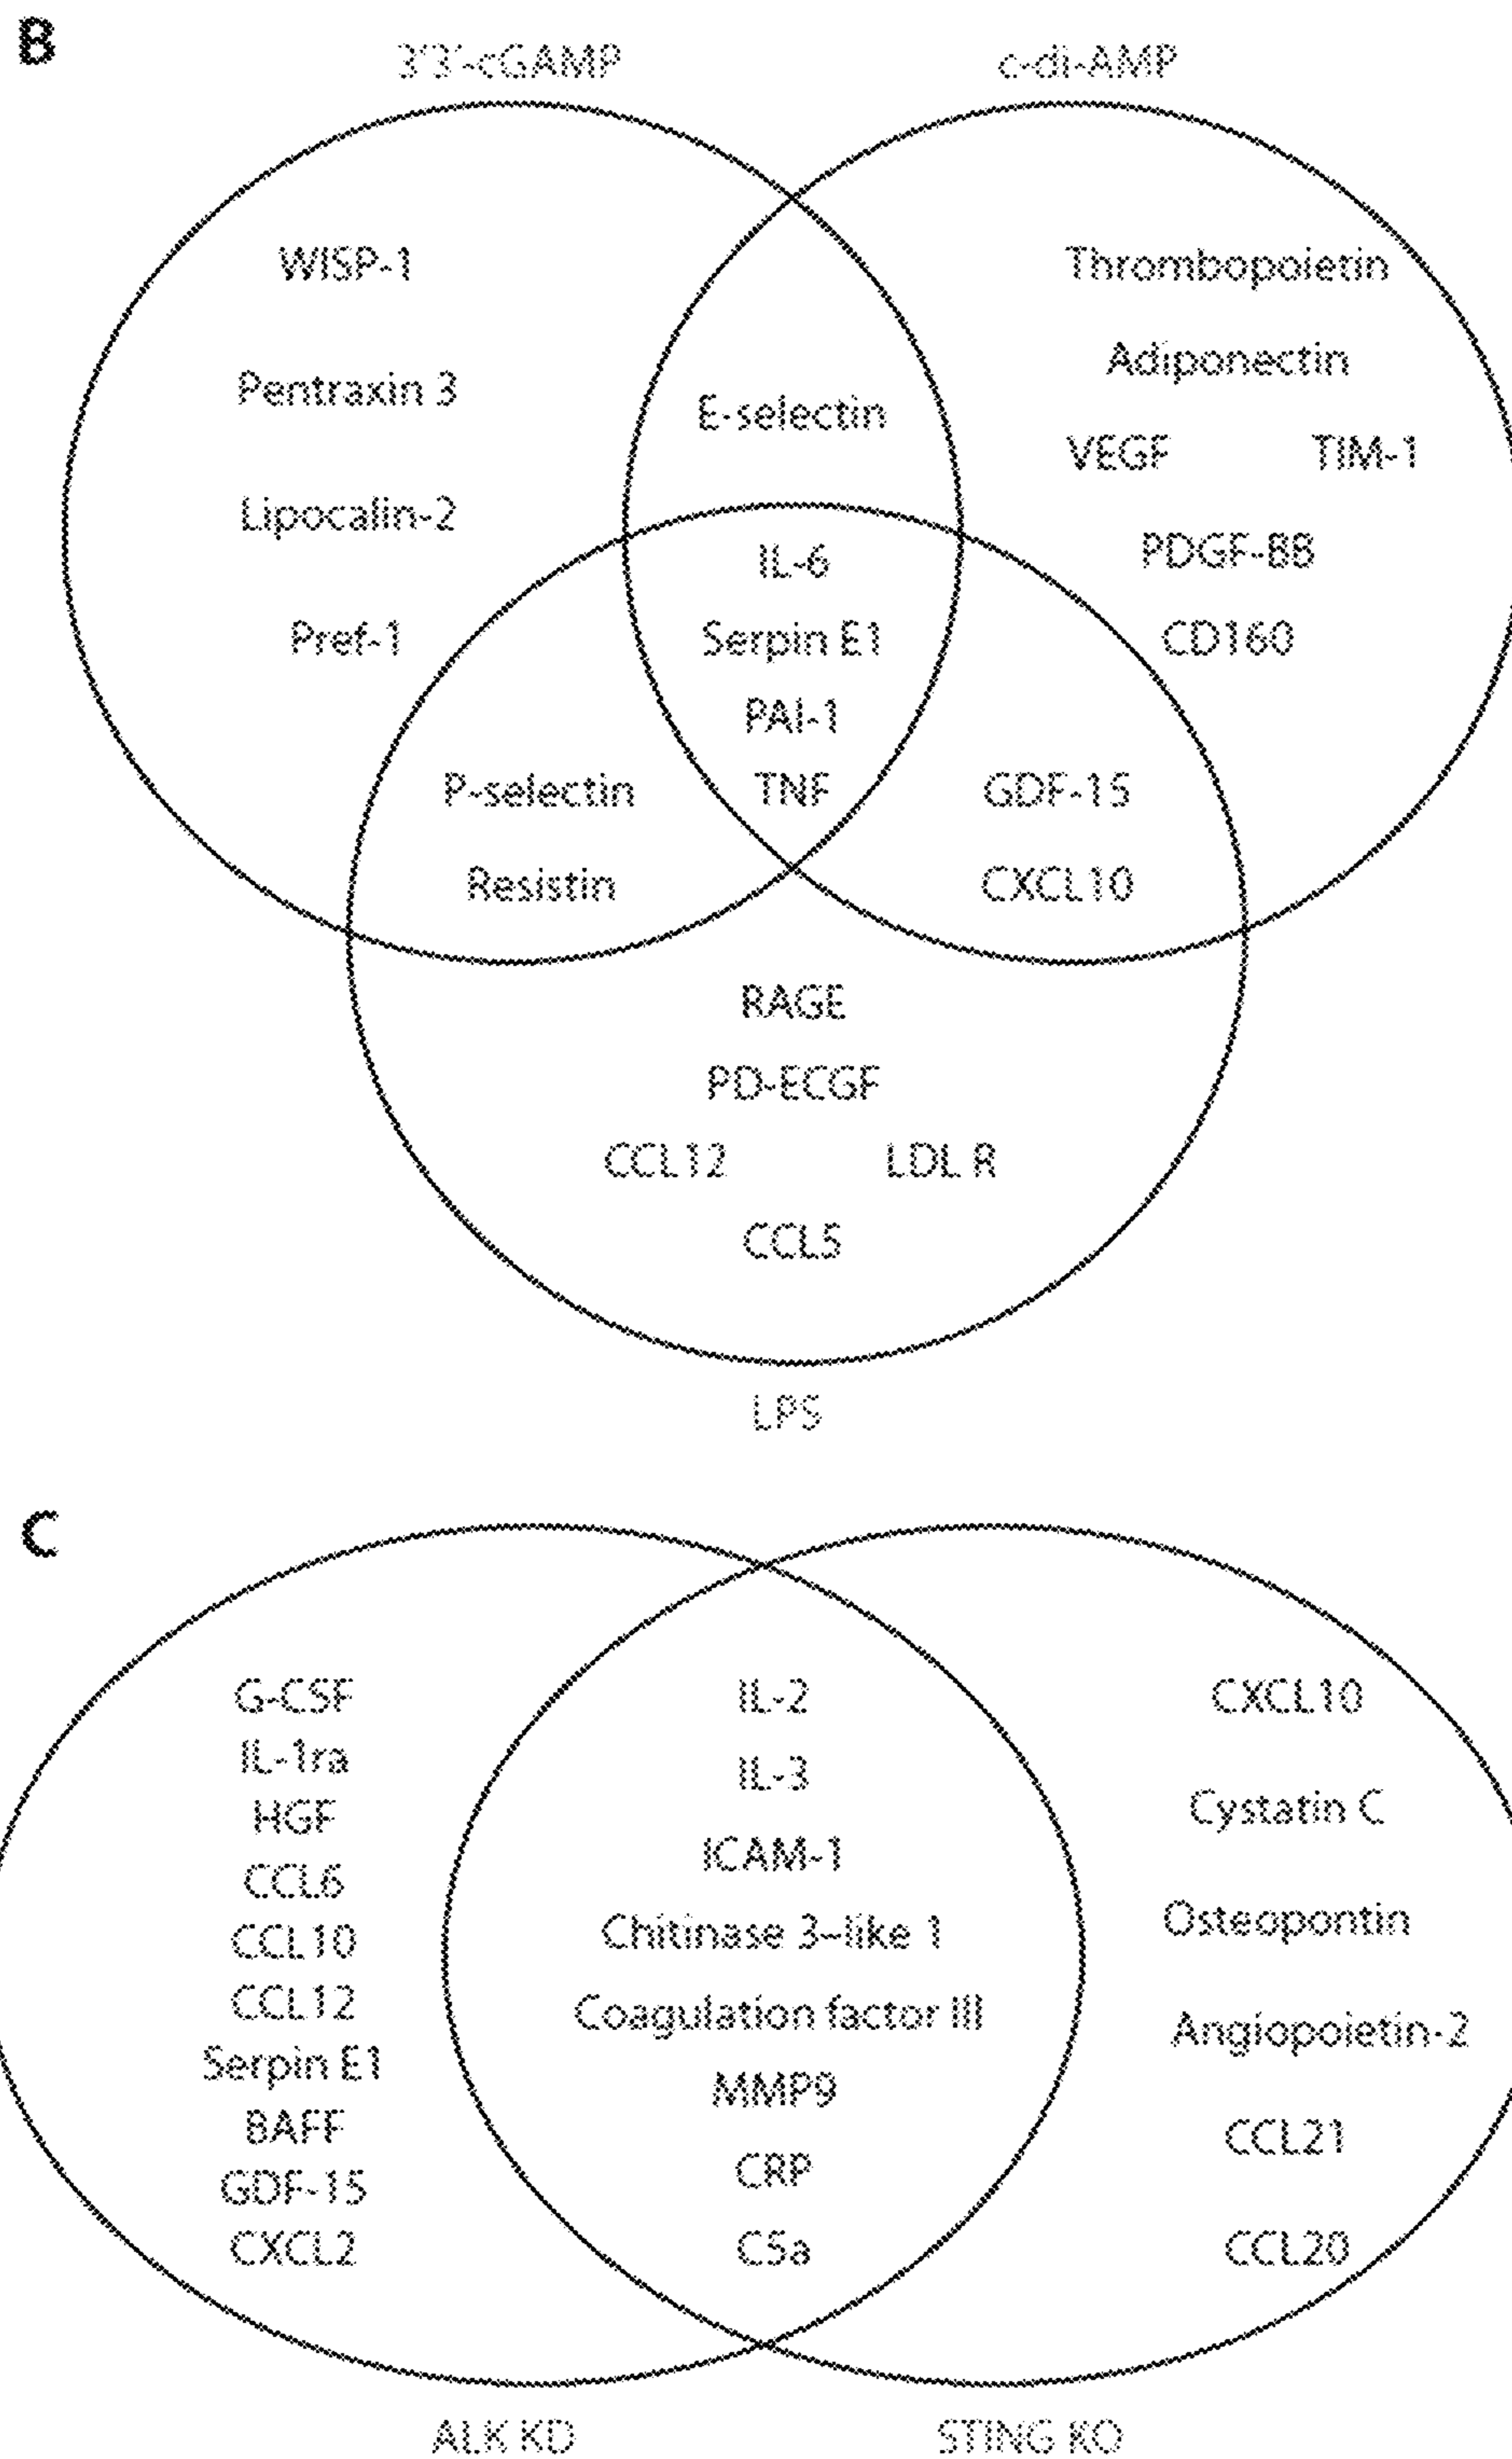 B
3'3'-cGAMP
c-di-AMP
WISP-1
Pentraxin 3
Lipocalin-2
Pref-1
E-selectin
Thrombopoietin
Adiponectin
VEGF TIM-1
PDGF-BB
CD160
IL-6
Serpin E1
PAI-1
TNF
P-selectin
Resistin
GDF-15
CXCL10
RAGE
PD-ECGF
CCL12 LDL R
CCL5
LPS
C
G-CSF
IL-1ra
HGF
CCL6
CCL10
CCL12
Serpin E1
BAFF
GDF-15
CXCL2
IL-2
IL-3
ICAM-1
Chitinase 3–like 1
Coagulation factor III
MMP9
CRP
C5a
CXCL10
Cystatin C
Osteopontin
Angiopoietin-2
CCL21
CCL20
ALK KD
STING KO